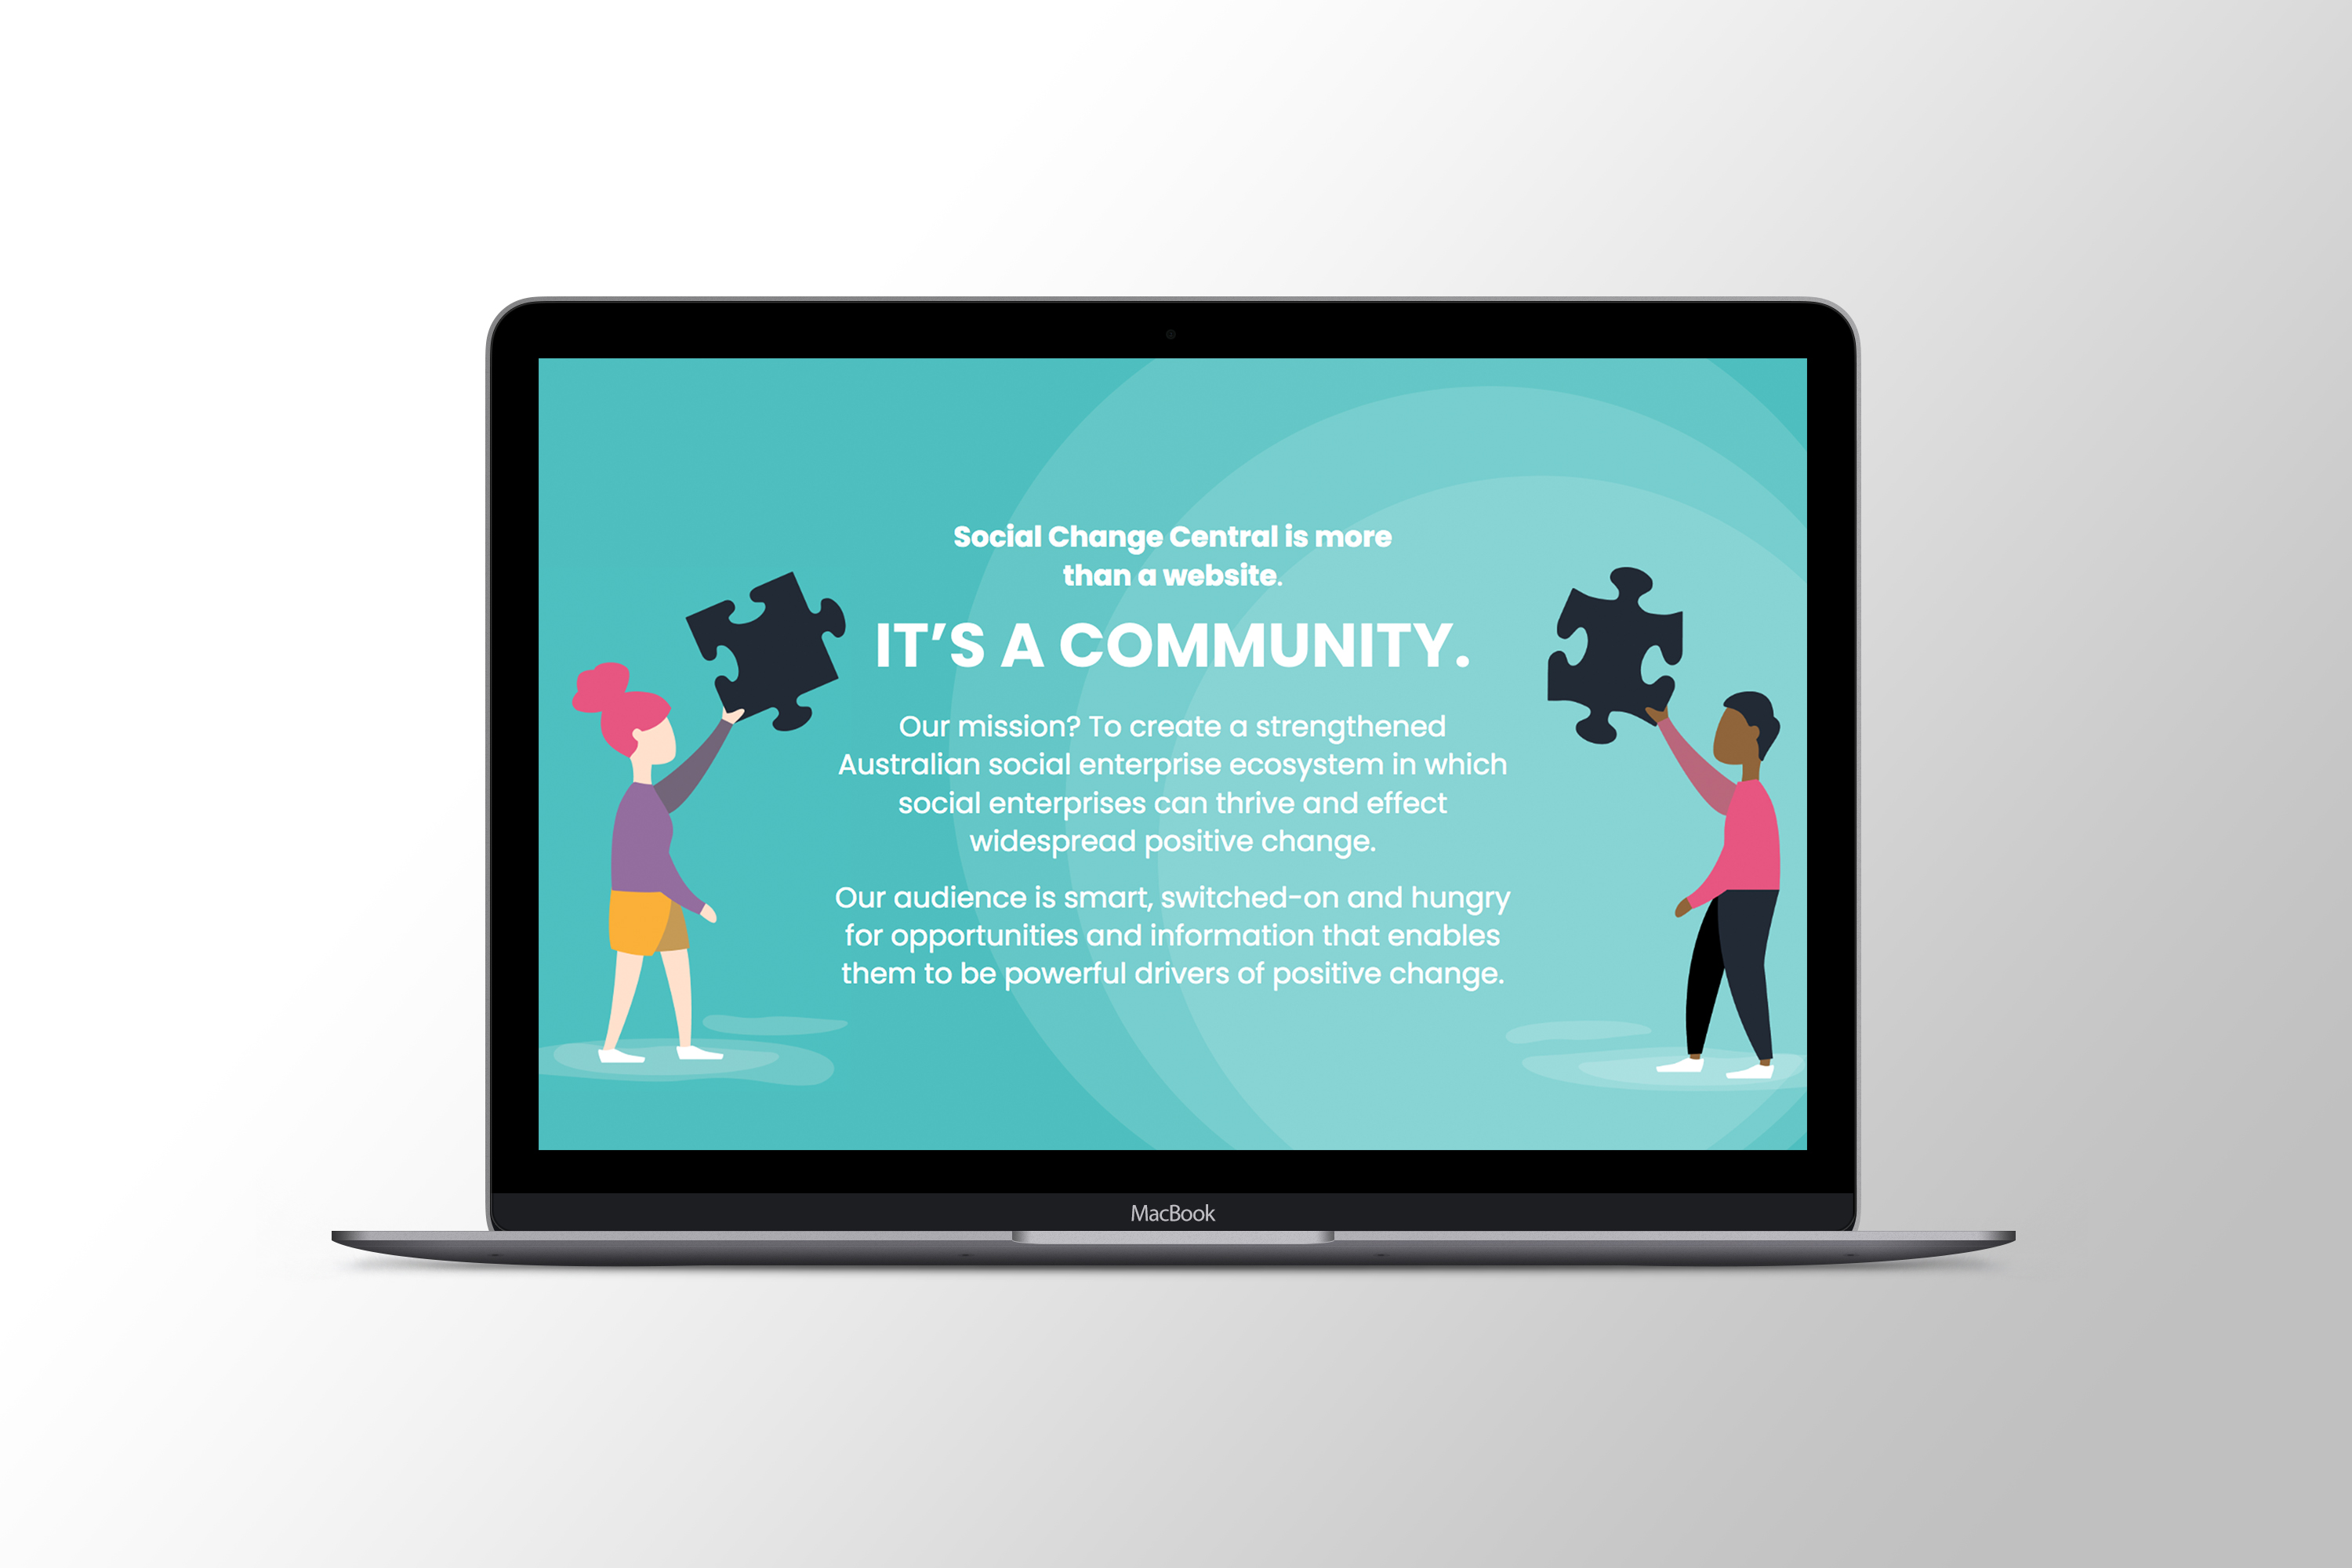 Social Change Central is more
than a website.
IT’S A COMMUNITY.
Our mission? To create a strengthened
Australian social enterprise ecosystem in which
social enterprises can thrive and effect
widespread positive change.
Our audience is smart, switched-on and hungry
for opportunities and information that enables
them to be powerful drivers of positive change.
MacBook